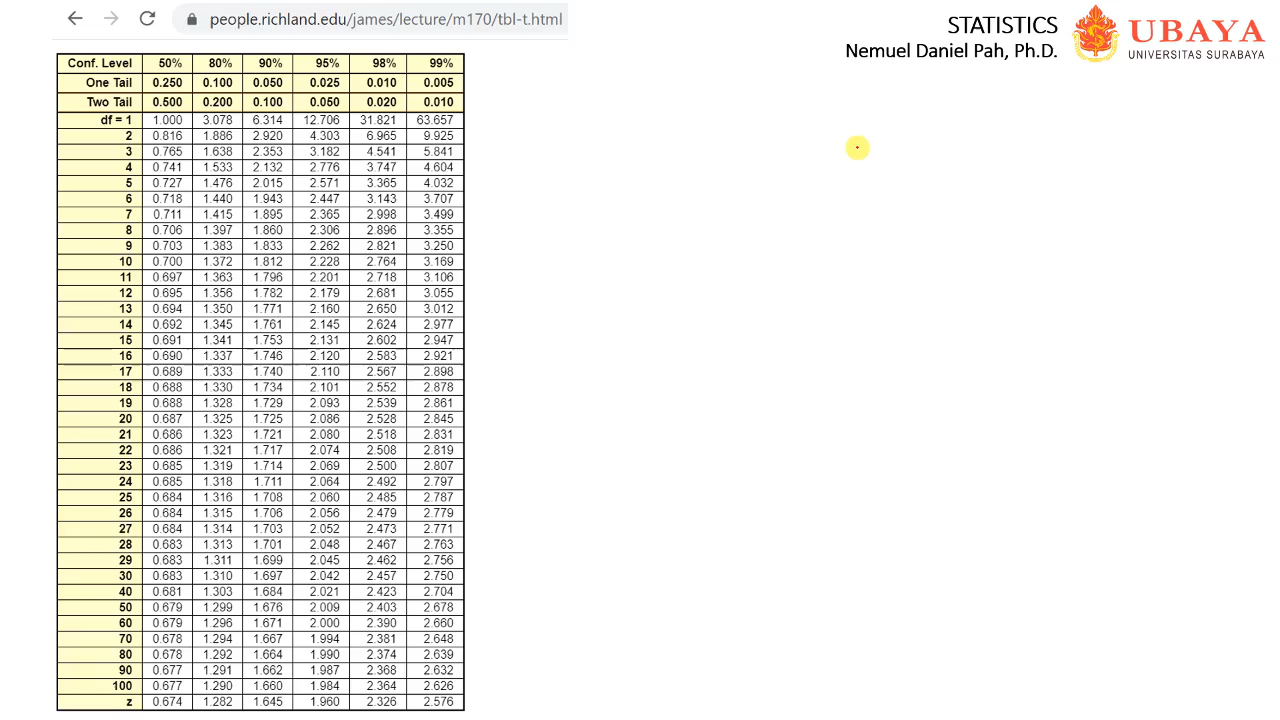 people.richland.edu/james/lecture/m170/tbl-t.html
STATISTICS
Nemuel Daniel Pah, Ph.D.
UBAYA
UNIVERSITAS SURABAYA
Conf. Level 50% 80% 90% 95% 98% 99%
One Tail 0.250 0.100 0.050 0.025 0.010 0.005
Two Tail 0.500 0.200 0.100 0.050 0.020 0.010
df = 1 1.000 3.078 6.314 12.706 31.821 63.657
2 0.816 1.886 2.920 4.303 6.965 9.925
3 0.765 1.638 2.353 3.182 4.541 5.841
4 0.741 1.533 2.132 2.776 3.747 4.604
5 0.727 1.476 2.015 2.571 3.365 4.032
6 0.718 1.440 1.943 2.447 3.143 3.707
7 0.711 1.415 1.895 2.365 2.998 3.499
8 0.706 1.397 1.860 2.306 2.896 3.355
9 0.703 1.383 1.833 2.262 2.821 3.250
10 0.700 1.372 1.812 2.228 2.764 3.169
11 0.697 1.363 1.796 2.201 2.718 3.106
12 0.695 1.356 1.782 2.179 2.681 3.055
13 0.694 1.350 1.771 2.160 2.650 3.012
14 0.692 1.345 1.761 2.145 2.624 2.977
15 0.691 1.341 1.753 2.131 2.602 2.947
16 0.690 1.337 1.746 2.120 2.583 2.921
17 0.689 1.333 1.740 2.110 2.567 2.898
18 0.688 1.330 1.734 2.101 2.552 2.878
19 0.688 1.328 1.729 2.093 2.539 2.861
20 0.687 1.325 1.725 2.086 2.528 2.845
21 0.686 1.323 1.721 2.080 2.518 2.831
22 0.686 1.321 1.717 2.074 2.508 2.819
23 0.685 1.319 1.714 2.069 2.500 2.807
24 0.685 1.318 1.711 2.064 2.492 2.797
25 0.684 1.316 1.708 2.060 2.485 2.787
26 0.684 1.315 1.706 2.056 2.479 2.779
27 0.684 1.314 1.703 2.052 2.473 2.771
28 0.683 1.313 1.701 2.048 2.467 2.763
29 0.683 1.311 1.699 2.045 2.462 2.756
30 0.683 1.310 1.697 2.042 2.457 2.750
40 0.681 1.303 1.684 2.021 2.423 2.704
50 0.679 1.299 1.676 2.009 2.403 2.678
60 0.679 1.296 1.671 2.000 2.390 2.660
70 0.678 1.294 1.667 1.994 2.381 2.648
80 0.678 1.292 1.664 1.990 2.374 2.639
90 0.677 1.291 1.662 1.987 2.368 2.632
100 0.677 1.290 1.660 1.984 2.364 2.626
z 0.674 1.282 1.645 1.960 2.326 2.576